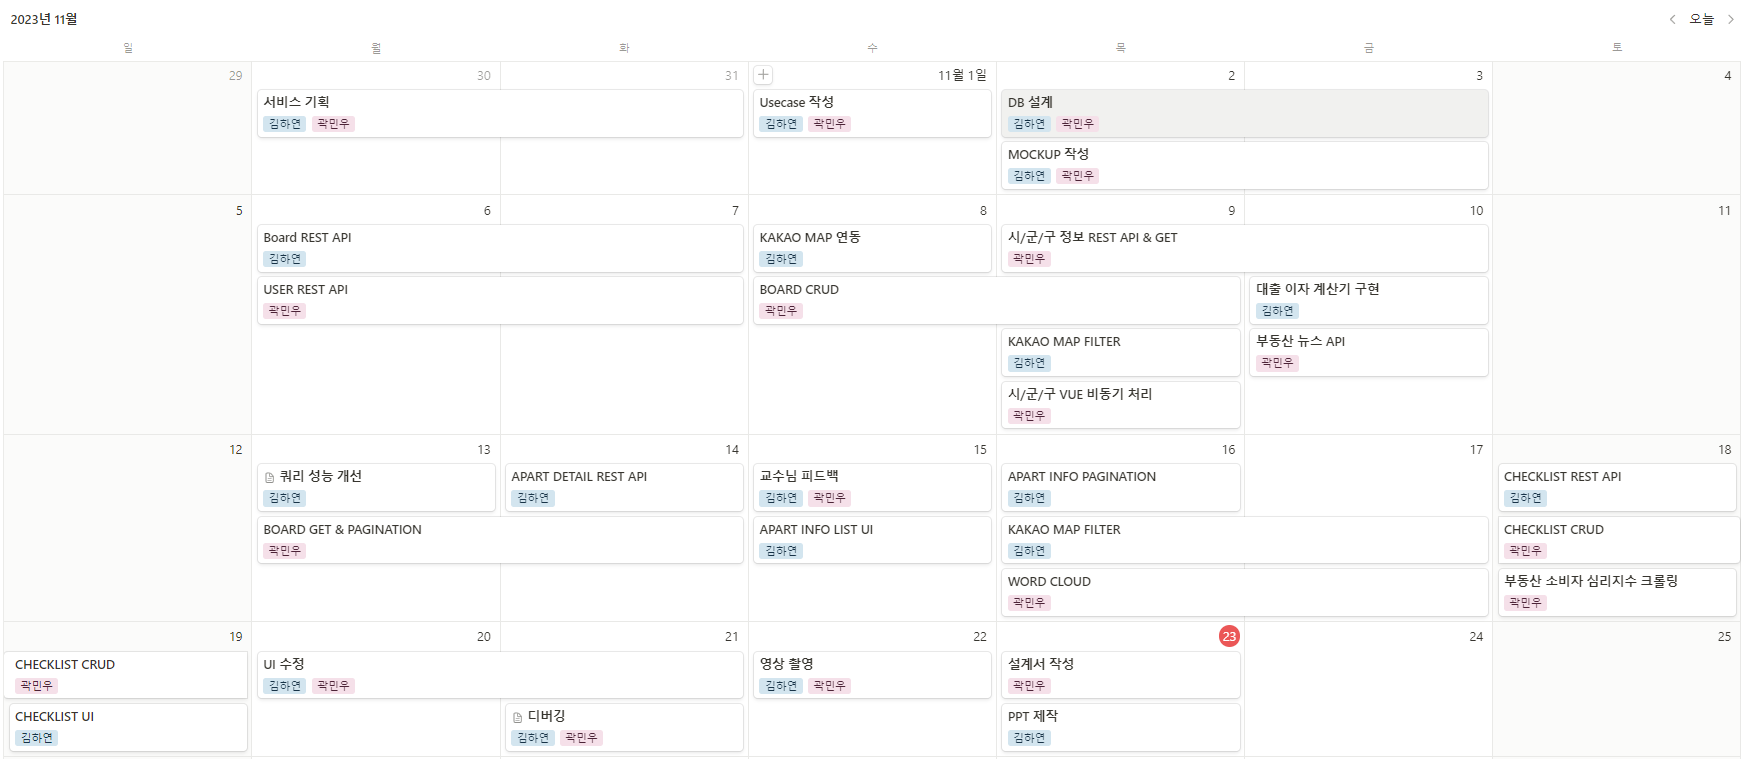 2023년 11월
오늘
일 월 화 수 목 금 토
29 30 31 11월 1일 2 3 4
서비스 기획
김하연 곽민우
Usecase 작성
김하연 곽민우
DB 설계
김하연 곽민우
MOCKUP 작성
김하연 곽민우
5 6 7 8 9 10 11
Board REST API
김하연
KAKAO MAP 연동
김하연
시/군/구 정보 REST API & GET
곽민우
USER REST API
곽민우
BOARD CRUD
곽민우
대출 이자 계산기 구현
김하연
KAKAO MAP FILTER
김하연
부동산 뉴스 API
곽민우
시/군/구 VUE 비동기 처리
곽민우
12 13 14 15 16 17 18
쿼리 성능 개선
김하연
APART DETAIL REST API
김하연
교수님 피드백
김하연 곽민우
APART INFO PAGINATION
김하연
CHECKLIST REST API
김하연
BOARD GET & PAGINATION
곽민우
APART INFO LIST UI
김하연
KAKAO MAP FILTER
김하연
CHECKLIST CRUD
곽민우
WORD CLOUD
곽민우
부동산 소비자 심리지수 크롤링
곽민우
19 20 21 22 23 24 25
CHECKLIST CRUD
곽민우
UI 수정
김하연 곽민우
영상 촬영
김하연 곽민우
설계서 작성
곽민우
CHECKLIST UI
김하연
디버깅
김하연 곽민우
PPT 제작
김하연